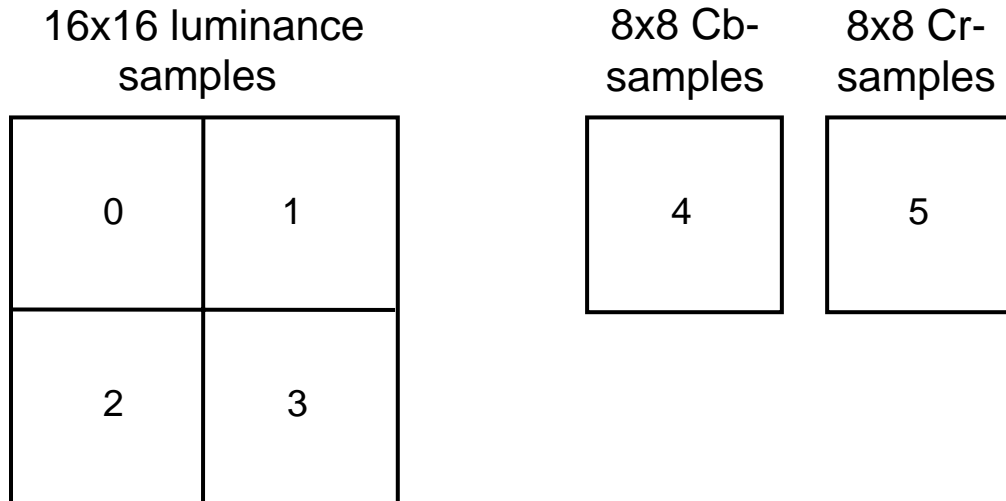 16x16 luminance
samples
8x8 Cb-
samples
8x8 Cr-
samples
0
1
4
5
2
3